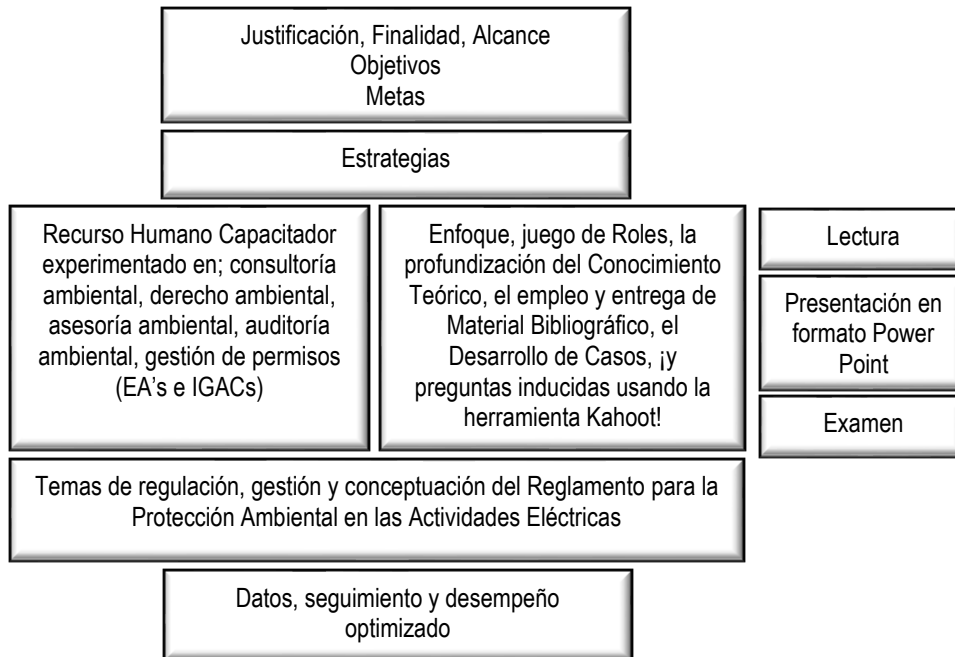 Justificación, Finalidad, Alcance
Objetivos
Metas
Estrategias
Recurso Humano Capacitador
experimentado en; consultoría
ambiental, derecho ambiental,
asesoría ambiental, auditoría
ambiental, gestión de permisos
(EA's e IGACs)
Enfoque, juego de Roles, la
profundización del Conocimiento
Teórico, el empleo y entrega de
Material Bibliográfico, el
Desarrollo de Casos, ¡y
preguntas inducidas usando la
herramienta Kahoot!
Lectura
Presentación en
formato Power
Point
Examen
Temas de regulación, gestión y conceptuación del Reglamento para la
Protección Ambiental en las Actividades Eléctricas
Datos, seguimiento y desempeño
optimizado